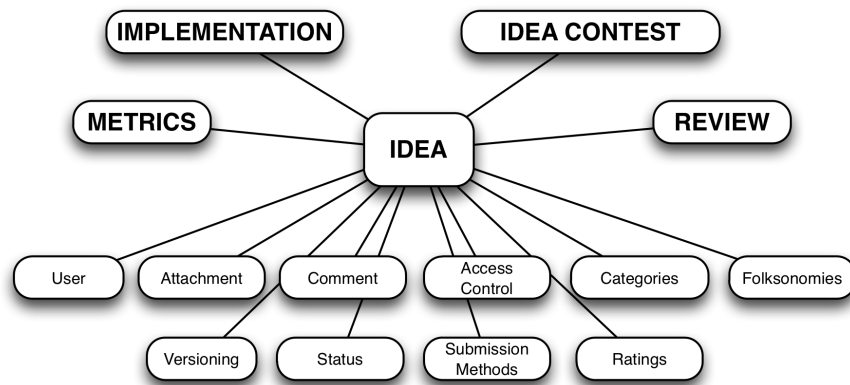 IMPLEMENTATION
IDEA CONTEST
METRICS
IDEA
REVIEW
User
Attachment
Comment
Access
Control
Categories
Folksonomies
Versioning
Status
Submission
Methods
Ratings